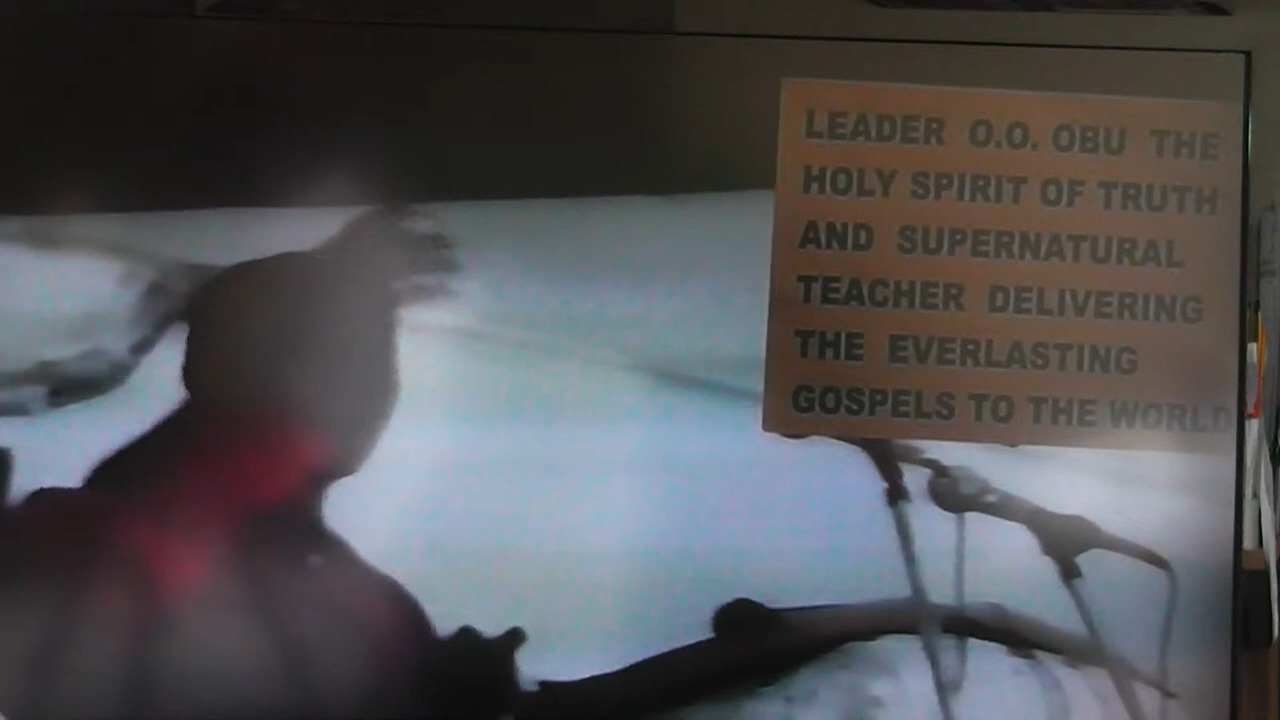 LEADER O.O. OBU THE
HOLY SPIRIT OF TRUTH
AND SUPERNATURAL
TEACHER DELIVERING
THE EVERLASTING
GOSPELS TO THE WORLD